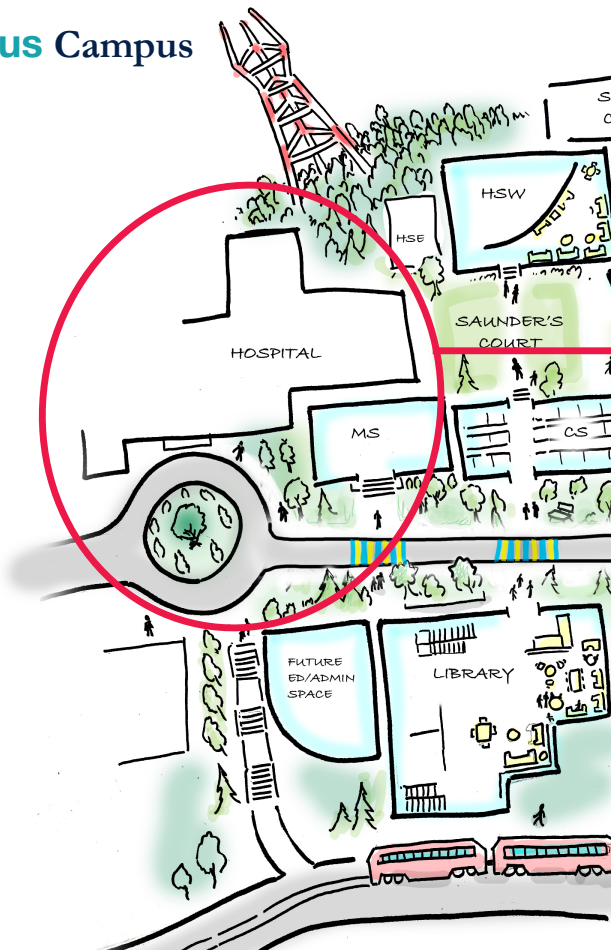 us Campus
HSW
HSE
SAUNDER'S
COURT
HOSPITAL
MS
CS
FUTURE
ED/ADMIN
SPACE
LIBRARY
S
C